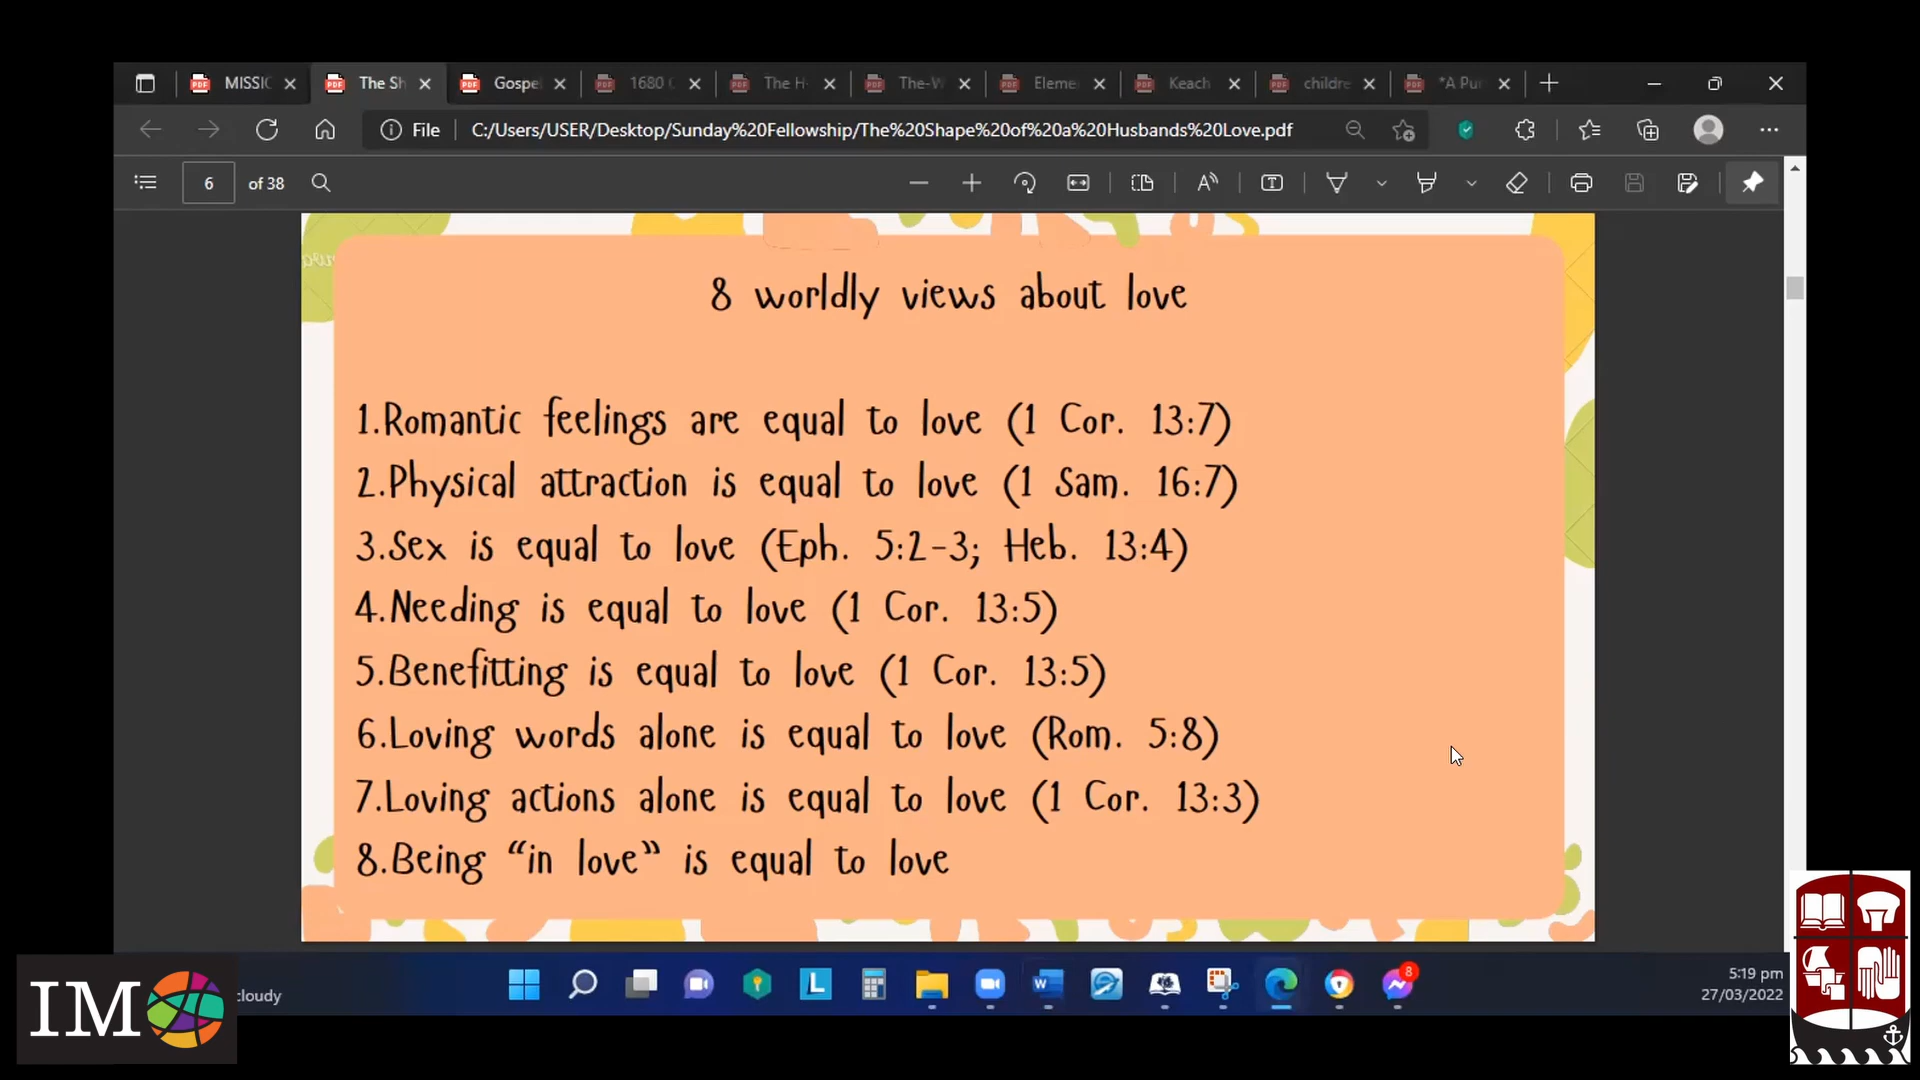 MISSIC
The Sh
Gospel
1680 C
The H
The-W
Eleme
Keach
childre
*A Pur
File
C:/Users/USER/Desktop/Sunday%20Fellowship/The%20Shape%20of%20a%20Husbands%20Love.pdf
6 of 38
8 worldly views about love
1.Romantic feelings are equal to love (1 Cor. 13:7)
2.Physical attraction is equal to love (1 Sam. 16:7)
3.Sex is equal to love (Eph. 5:2-3; Heb. 13:4)
4.Needing is equal to love (1 Cor. 13:5)
5.Benefitting is equal to love (1 Cor. 13:5)
6.Loving words alone is equal to love (Rom. 5:8)
7.Loving actions alone is equal to love (1 Cor. 13:3)
8.Being “in love” is equal to love
IM
cloudy
L
8
5:19 pm
27/03/2022